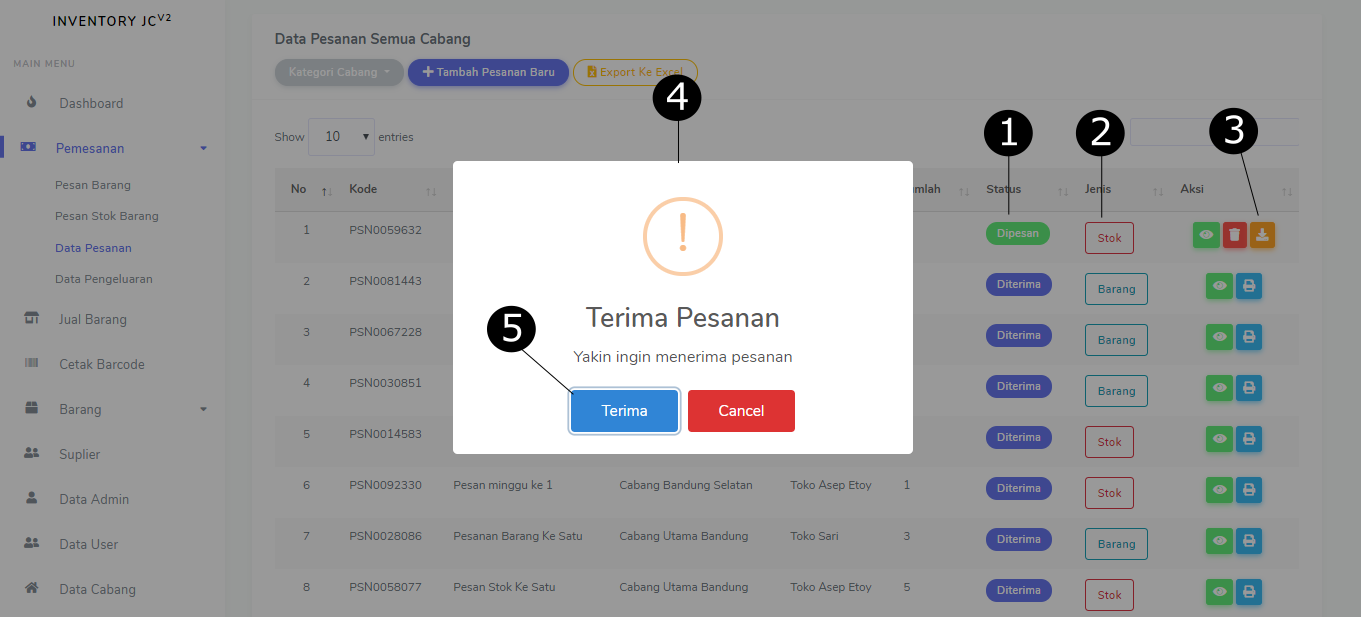 INVENTORY JCV2
MAIN MENU
Dashboard
Pemesanan
Pesan Barang
Pesan Stok Barang
Data Pesanan
Data Pengeluaran
Jual Barang
Cetak Barcode
Barang
Suplier
Data Admin
Data User
Data Cabang
Data Pesanan Semua Cabang
Kategori Cabang
Tambah Pesanan Baru
Export Ke Excel
Show 10 entries
4
1
2
3
No Kode mlah Status Jenis Aksi
1 PSN0059632 Dipesan Stok
2 PSN0081443 Diterima Barang
3 PSN0067228 Diterima Barang
4 PSN0030851 Diterima Barang
5 PSN0014583 Diterima Stok
6 PSN0092330 Pesan minggu ke 1 Cabang Bandung Selatan Toko Asep Etoy 1 Diterima Stok
7 PSN0028086 Pesanan Barang Ke Satu Cabang Utama Bandung Toko Sari 3 Diterima Barang
8 PSN0058077 Pesan Stok Ke Satu Cabang Utama Bandung Toko Asep Etoy 5 Diterima Stok
!
Terima Pesanan
Yakin ingin menerima pesanan
5
Terima Cancel